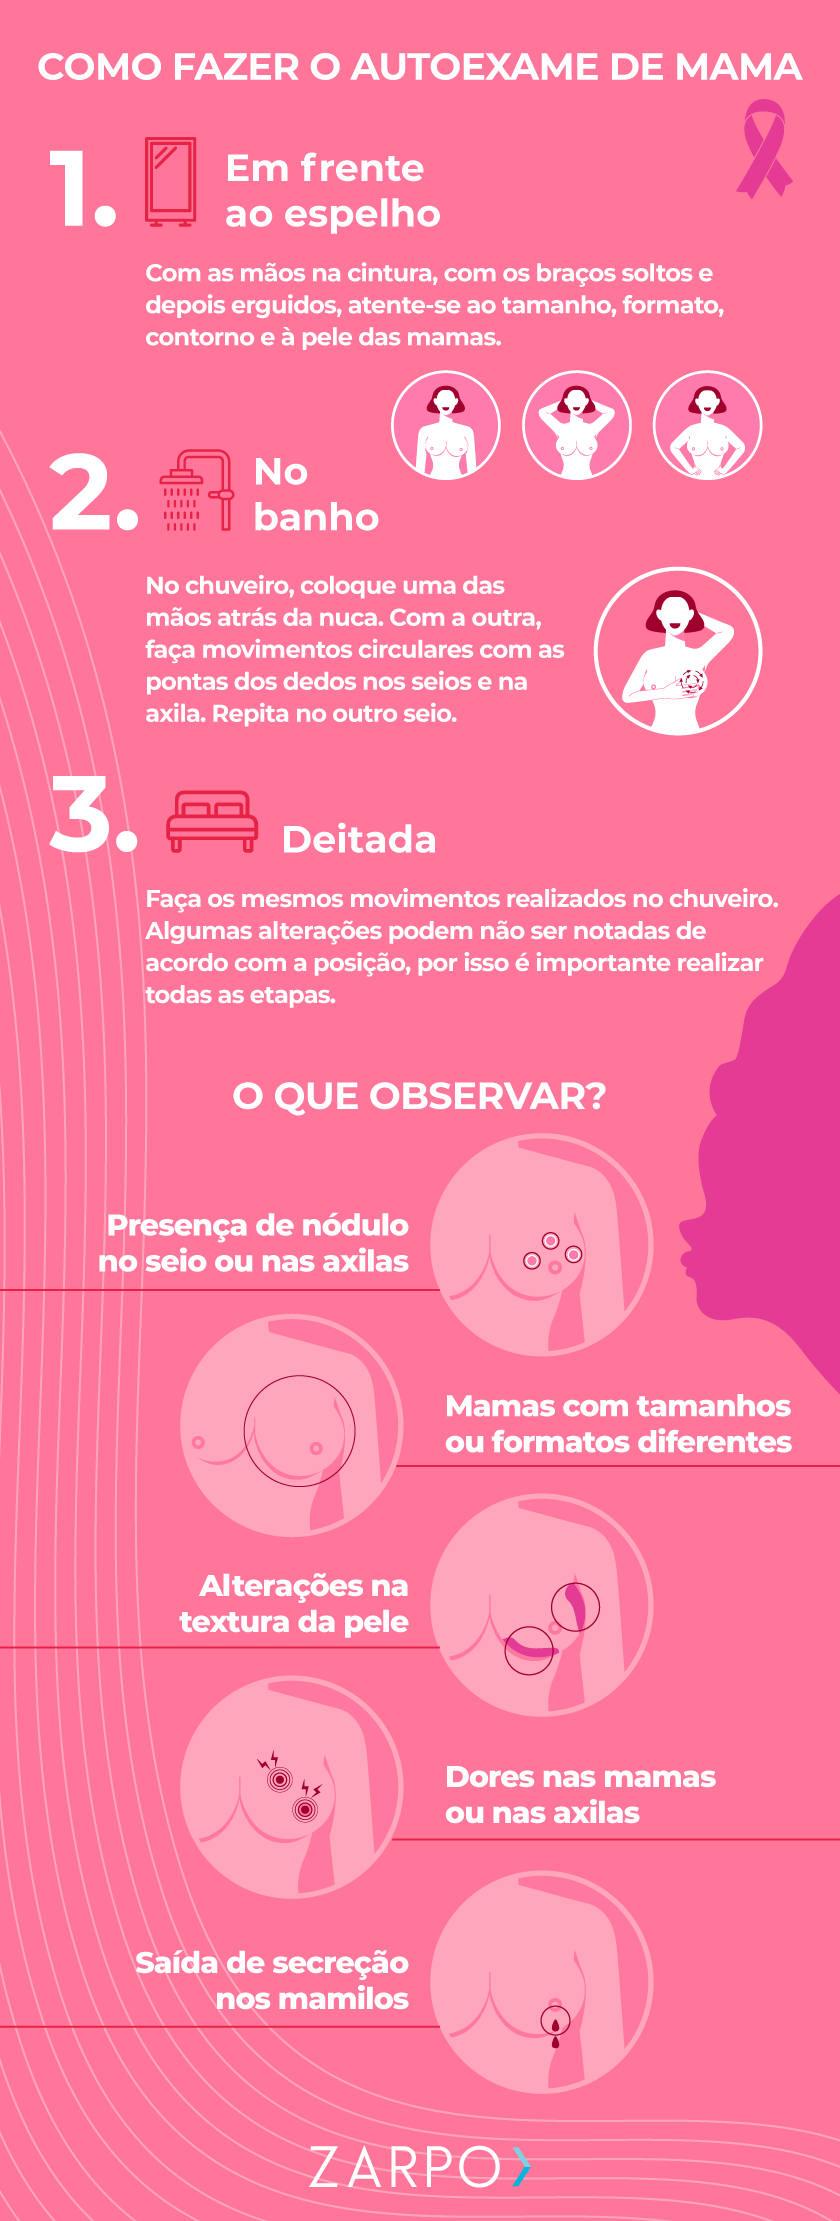 COMO FAZER O AUTOEXAME DE MAMA
1.
Em frente
ao espelho
Com as mãos na cintura, com os braços soltos e
depois erguidos, atente-se ao tamanho, formato,
contorno e à pele das mamas.
2.
No
banho
No chuveiro, coloque uma das
mãos atrás da nuca. Com a outra,
faça movimentos circulares com as
pontas dos dedos nos seios e na
axila. Repita no outro seio.
3.
Deitada
Faça os mesmos movimentos realizados no chuveiro.
Algumas alterações podem não ser notadas de
acordo com a posição, por isso é importante realizar
todas as etapas.
O QUE OBSERVAR?
Presença de nódulo
no seio ou nas axilas
Mamas com tamanhos
ou formatos diferentes
Alterações na
textura da pele
Dores nas mamas
ou nas axilas
Saída de secreção
nos mamilos
ZARPO